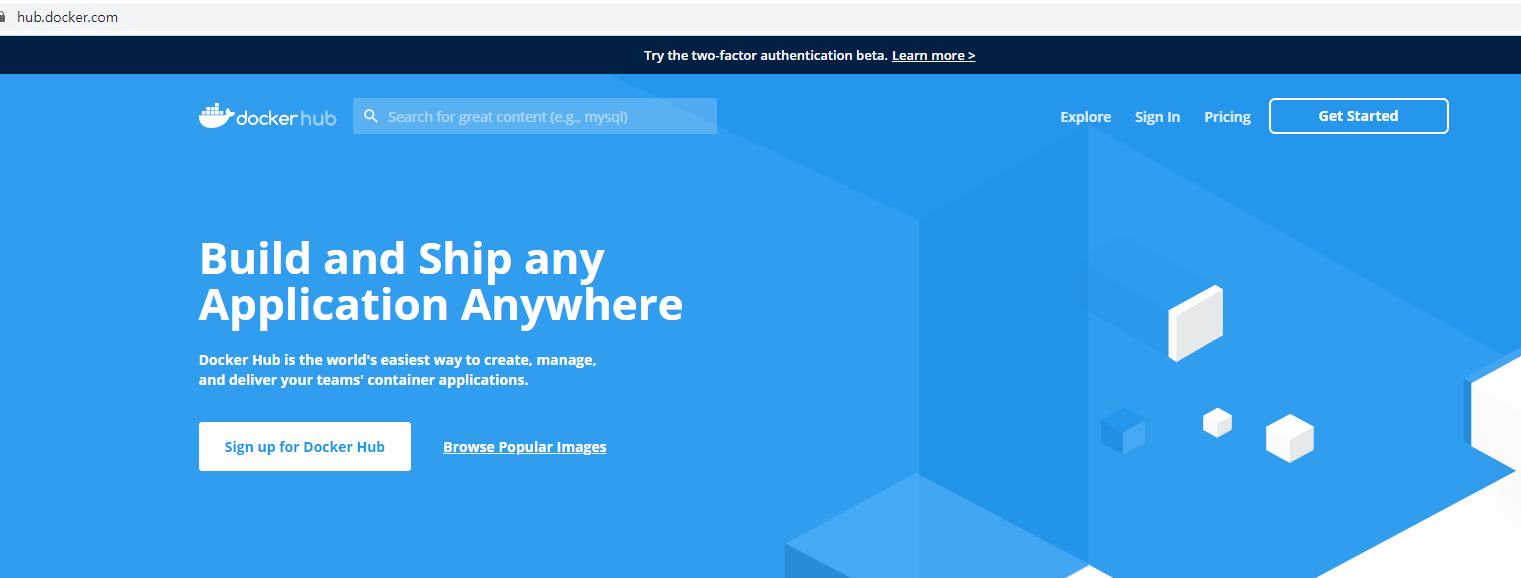 hub.docker.com
Try the two-factor authentication beta. Learn more >
docker hub
Search for great content (e.g., mysql)
Explore
Sign In
Pricing
Get Started
Build and Ship any
Application Anywhere
Docker Hub is the world's easiest way to create, manage,
and deliver your teams' container applications.
Sign up for Docker Hub
Browse Popular Images